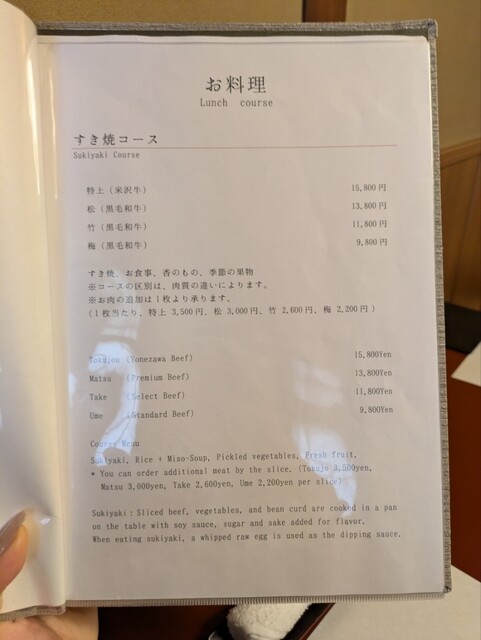 お料理
Lunch course
すき焼コース
Sukiyaki Course
特上（米沢牛） 15,800円
松（黒毛和牛） 13,800円
竹（黒毛和牛） 11,800円
梅（黒毛和牛） 9,800円
すき焼、お食事、香のもの、季節の果物
※コースの区別は、肉質の違いによります。
※お肉の追加は1枚より承ります。
（1枚当たり、特上 3,500円、松 3,000円、竹 2,600円、梅 2,200円）
Tokujou (Yonezawa Beef) 15,800Yen
Matsu (Premium Beef) 13,800Yen
Take (Select Beef) 11,800Yen
Ume (Standard Beef) 9,800Yen
Course Menu
Sukiyaki, Rice + Miso-Soup, Pickled vegetables, Fresh fruit.
* You can order additional meat by the slice. (Tokujo 3,500yen,
Matsu 3,000yen, Take 2,600yen, Ume 2,200yen per slice)
Sukiyaki : Sliced beef, vegetables, and bean curd are cooked in a pan
on the table with soy sauce, sugar and sake added for flavor.
When eating sukiyaki, a whipped raw egg is used as the dipping sauce.